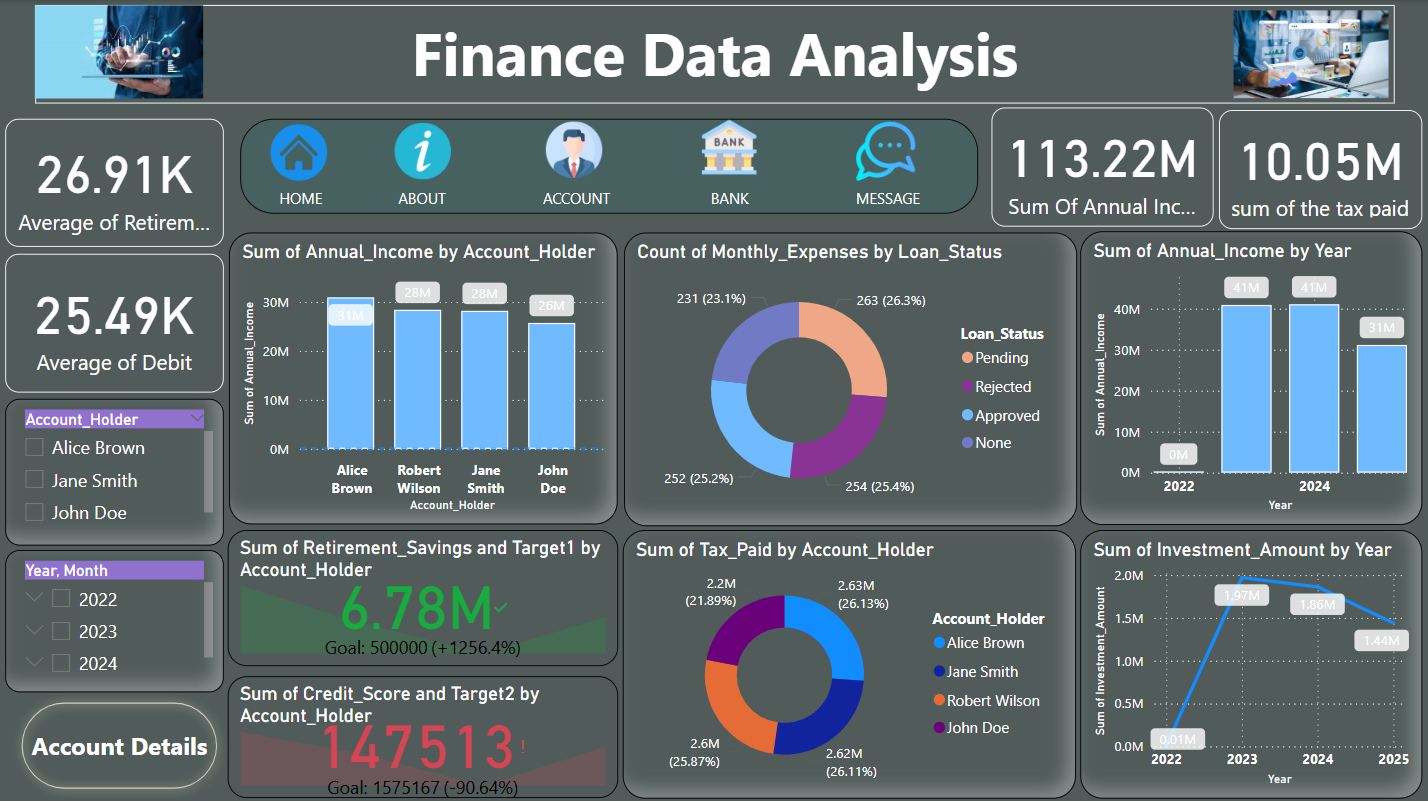 Finance Data Analysis
26.91K
Average of Retirem...
HOME
ABOUT
ACCOUNT
BANK
BANK
MESSAGE
113.22M
Sum Of Annual Inc...
10.05M
sum of the tax paid
25.49K
Average of Debit
Account_Holder
Alice Brown
Jane Smith
John Doe
Year, Month
2022
2023
2024
Account Details
Sum of Annual_Income by Account_Holder
Sum of Annual_Income
30M
20M
10M
0M
31M
28M
28M
26M
Alice Brown
Robert Wilson
Jane Smith
John Doe
Account_Holder
Count of Monthly_Expenses by Loan_Status
231 (23.1%)
263 (26.3%)
252 (25.2%)
254 (25.4%)
Loan_Status
Pending
Rejected
Approved
None
Sum of Annual_Income by Year
Sum of Annual_Income
40M
30M
20M
10M
0M
0M
41M
41M
31M
2022
2024
Year
Sum of Retirement_Savings and Target1 by
Account_Holder
6.78M
Goal: 500000 (+1256.4%)
Sum of Credit_Score and Target2 by
Account_Holder
147513!
Goal: 1575167 (-90.64%)
Sum of Tax_Paid by Account_Holder
2.2M
(21.89%)
2.63M
(26.13%)
2.6M
(25.87%)
2.62M
(26.11%)
Account_Holder
Alice Brown
Jane Smith
Robert Wilson
John Doe
Sum of Investment_Amount by Year
Sum of Investment_Amount
2.0M
1.5M
1.0M
0.5M
0.0M
0.01M
1.97M
1.86M
1.44M
2022
2023
2024
2025
Year